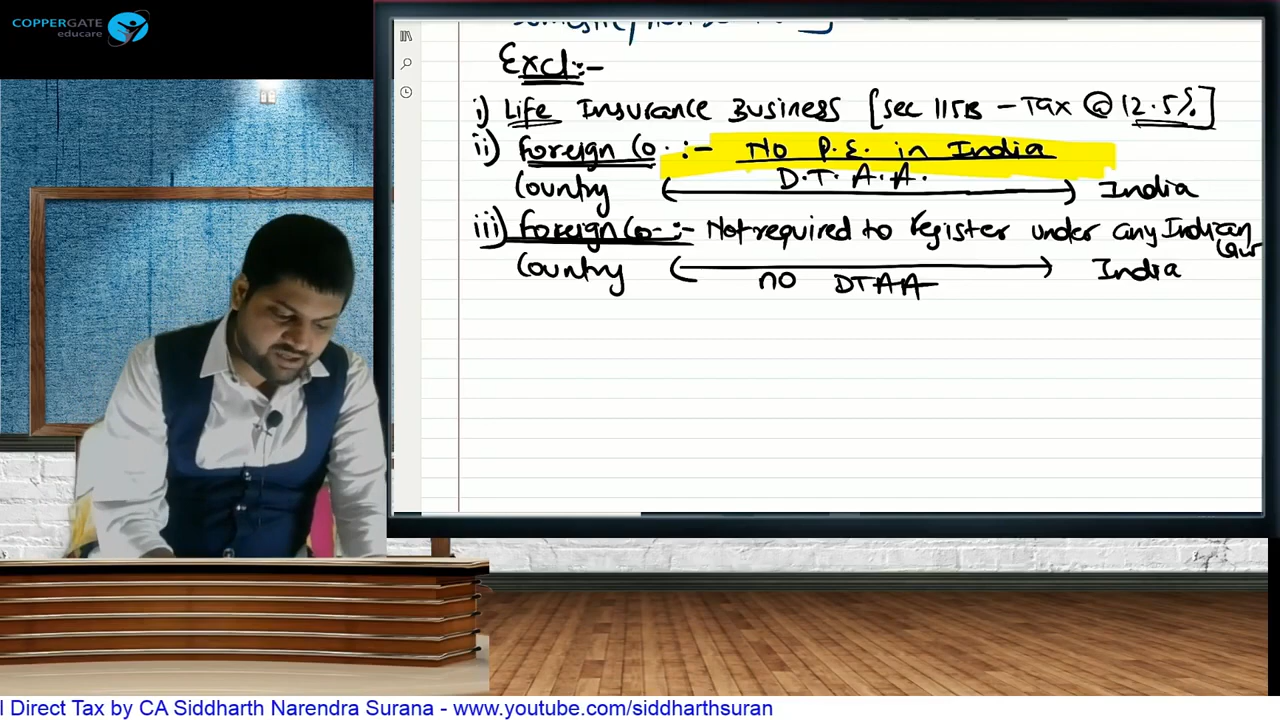 COPPERGATE
educare
Excl:-
i) Life Insurance Business [Sec 115B - Tax @ 12.5%]
ii) Foreign Co. :- No P.E. in India
Country D.T.A.A. India
iii) Foreign Co. :- Not required to register under any Indian Law
Country no DTAA India
l Direct Tax by CA Siddharth Narendra Surana - www.youtube.com/siddharthsuran